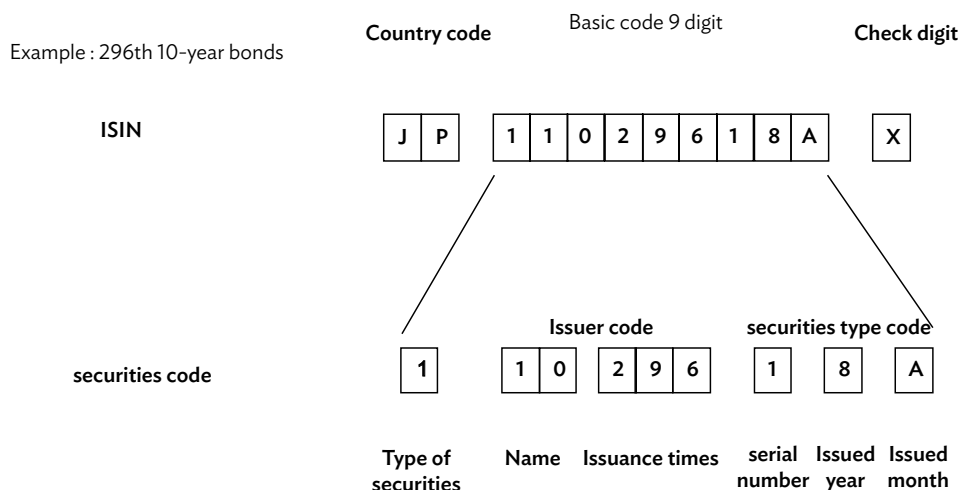 Country code Basic code 9 digit Check digit
Example : 296th 10-year bonds
ISIN J P 1 1 0 2 9 6 1 8 A X
Issuer code securities type code
securities code 1 1 0 2 9 6 1 8 A
Type of securities Name Issuance times serial number Issued year Issued month